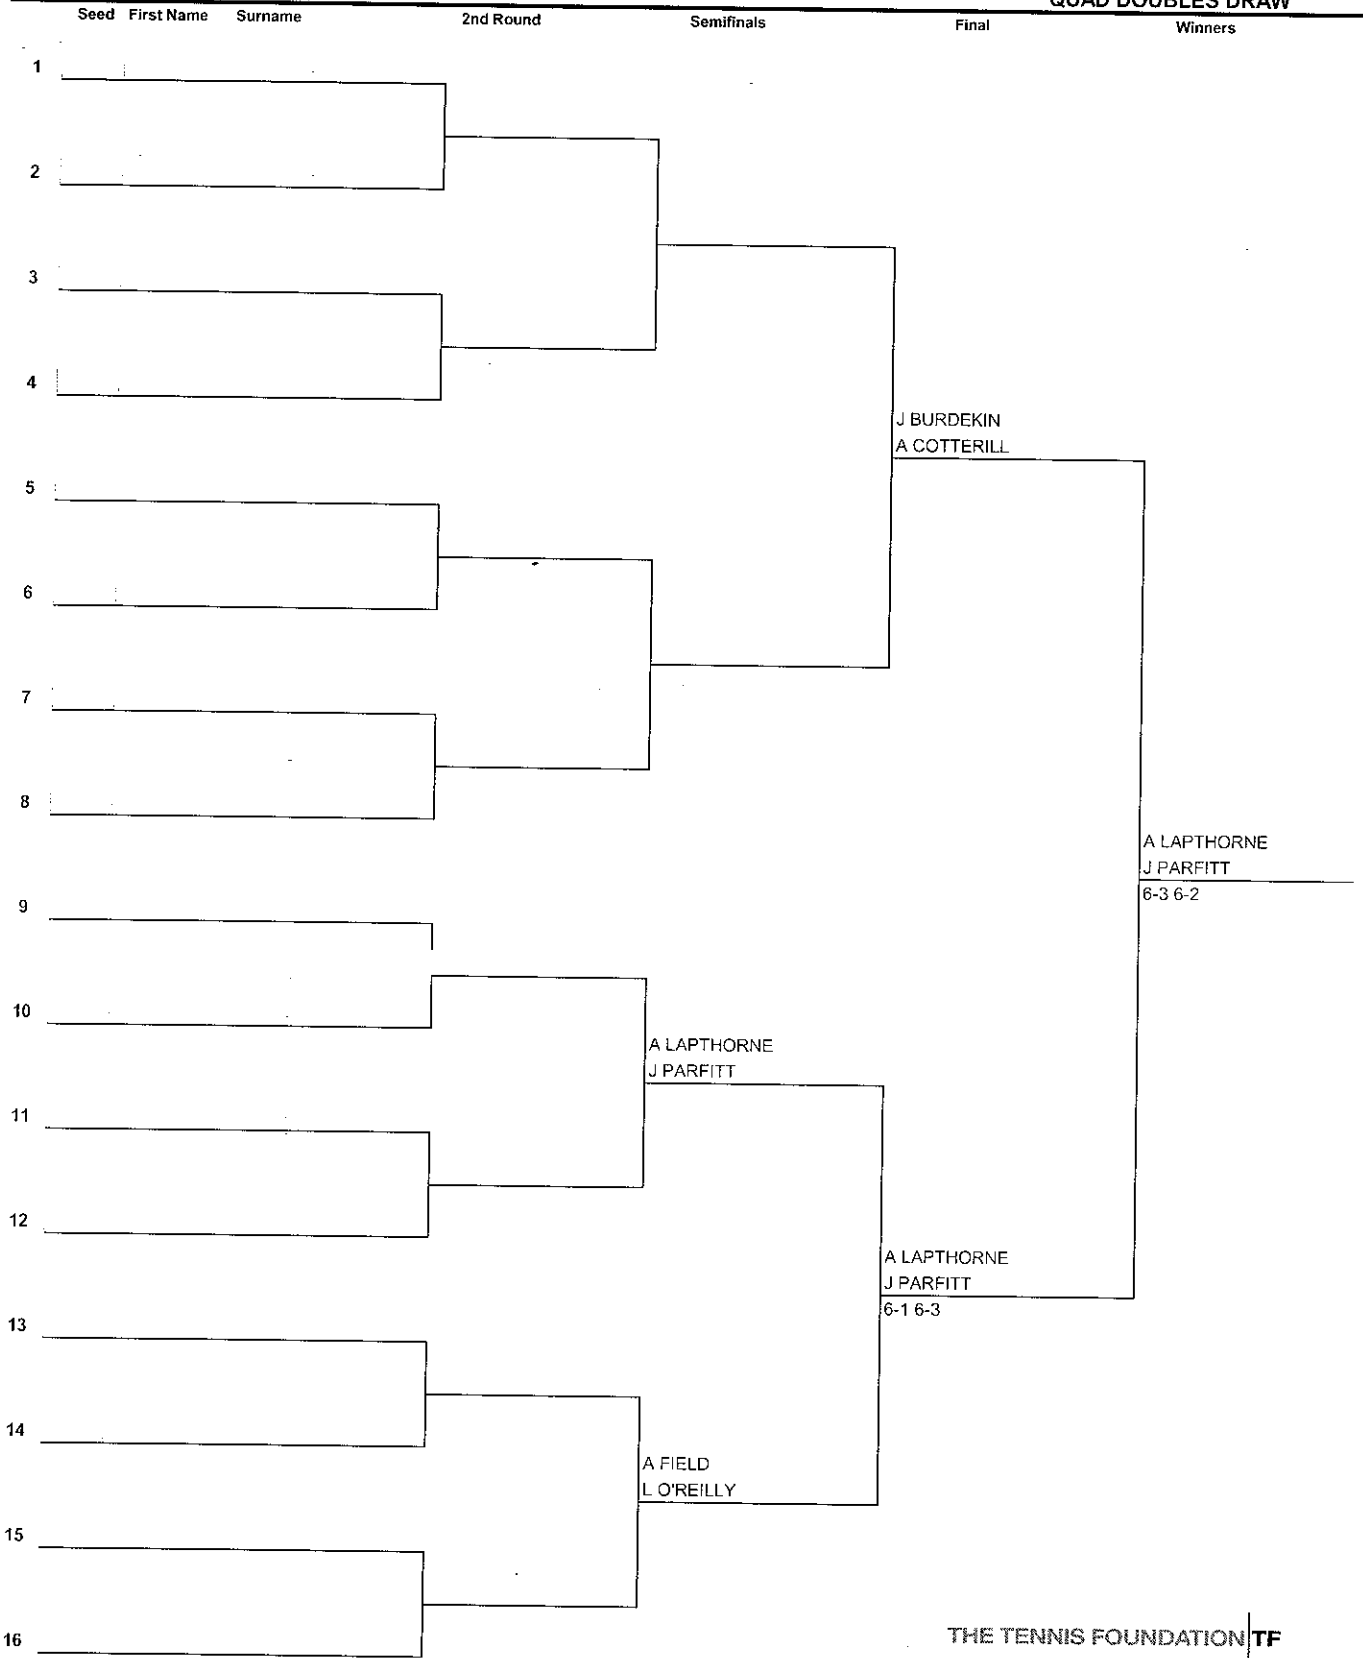 QUAD DOUBLES DRAW
Seed First Name Surname 2nd Round Semifinals Final Winners
1
2
3
4
J BURDEKIN
A COTTERILL
5
6
7
8
A LAPTHORNE
J PARFITT
6-3 6-2
9
10
A LAPTHORNE
J PARFITT
11
12
A LAPTHORNE
J PARFITT
6-1 6-3
13
14
A FIELD
L O'REILLY
15
16
THE TENNIS FOUNDATION TF